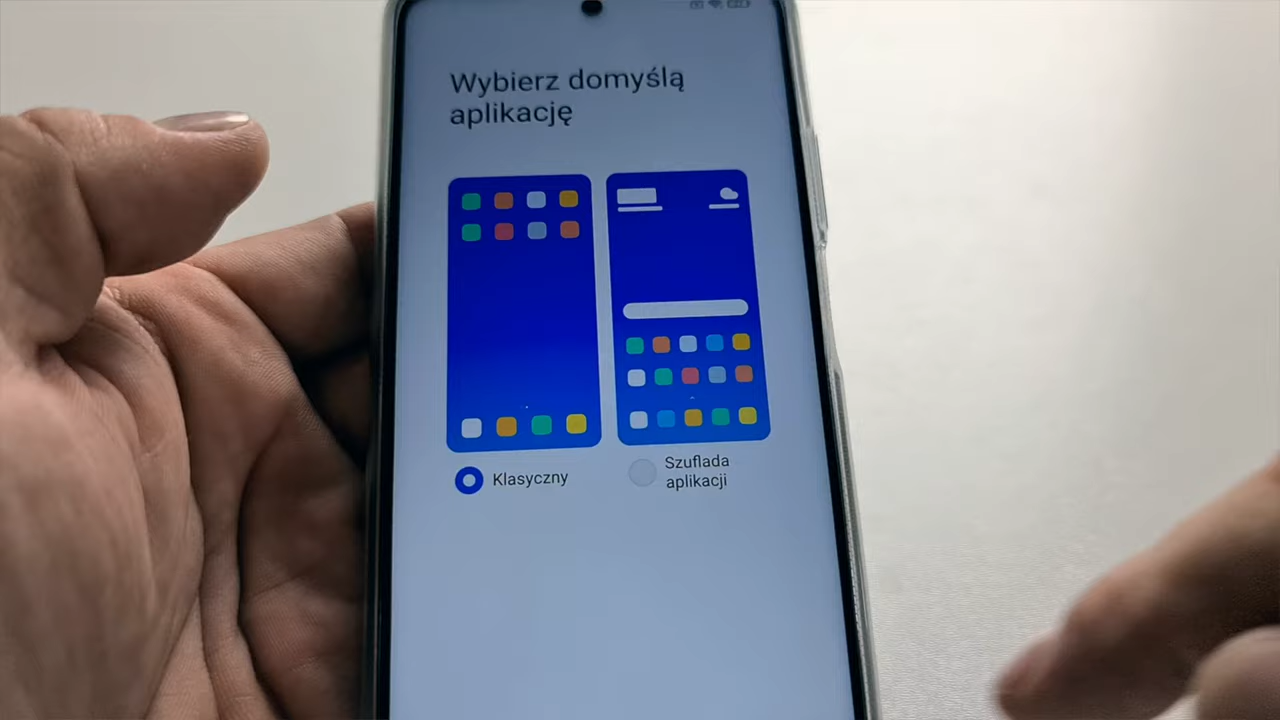 Wybierz domyślą
aplikację
Klasyczny
Szuflada
aplikacji